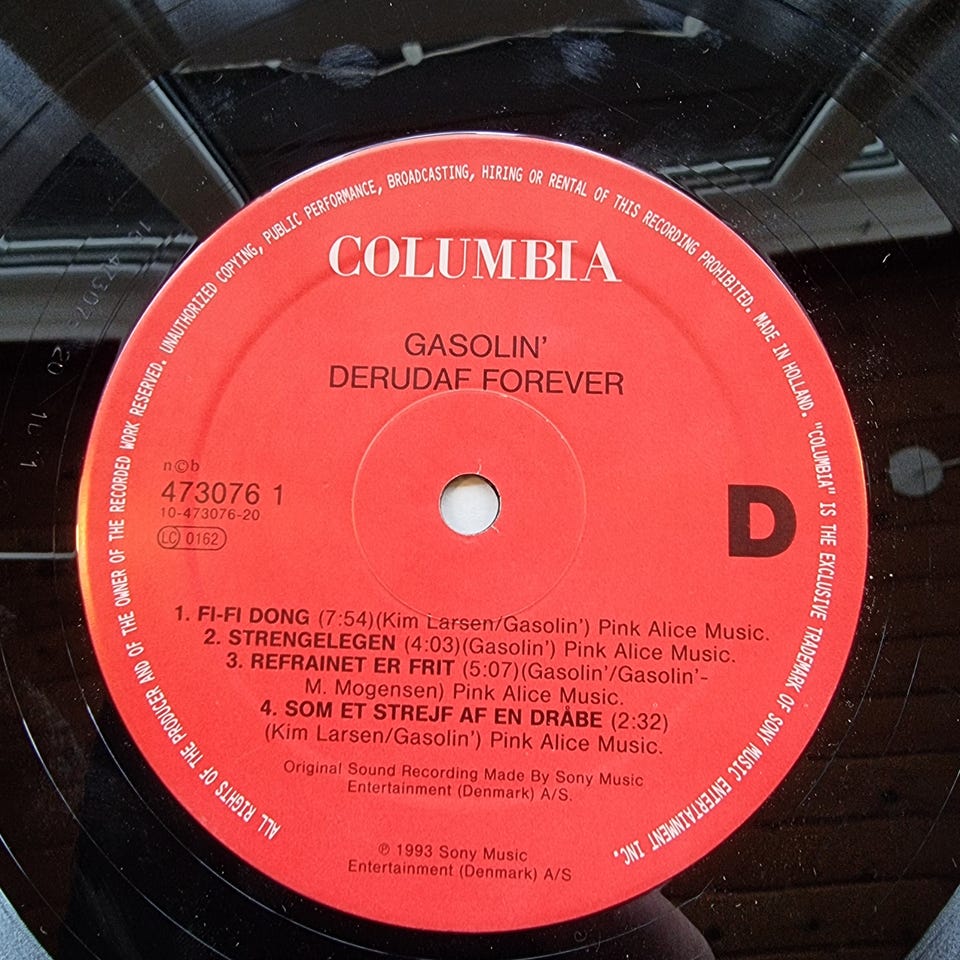 ALL RIGHTS OF THE PRODUCER AND OF THE OWNER OF THE RECORDED WORK RESERVED. UNAUTHORIZED COPYING, PUBLIC PERFORMANCE, BROADCASTING, HIRING OR RENTAL OF THIS RECORDING PROHIBITED. MADE IN HOLLAND. "COLUMBIA" IS THE EXCLUSIVE TRADEMARK OF SONY MUSIC ENTERTAINMENT INC.
COLUMBIA
GASOLIN'
DERUDAF FOREVER
n©b
473076 1
10-473076-20
LC 0162
D
1. FI-FI DONG (7:54)(Kim Larsen/Gasolin') Pink Alice Music.
2. STRENGELEGEN (4:03)(Gasolin') Pink Alice Music.
3. REFRAINET ER FRIT (5:07)(Gasolin'/Gasolin'-
M. Mogensen) Pink Alice Music.
4. SOM ET STREJF AF EN DRÅBE (2:32)
(Kim Larsen/Gasolin') Pink Alice Music.
Original Sound Recording Made By Sony Music
Entertainment (Denmark) A/S.
℗ 1993 Sony Music
Entertainment (Denmark) A/S